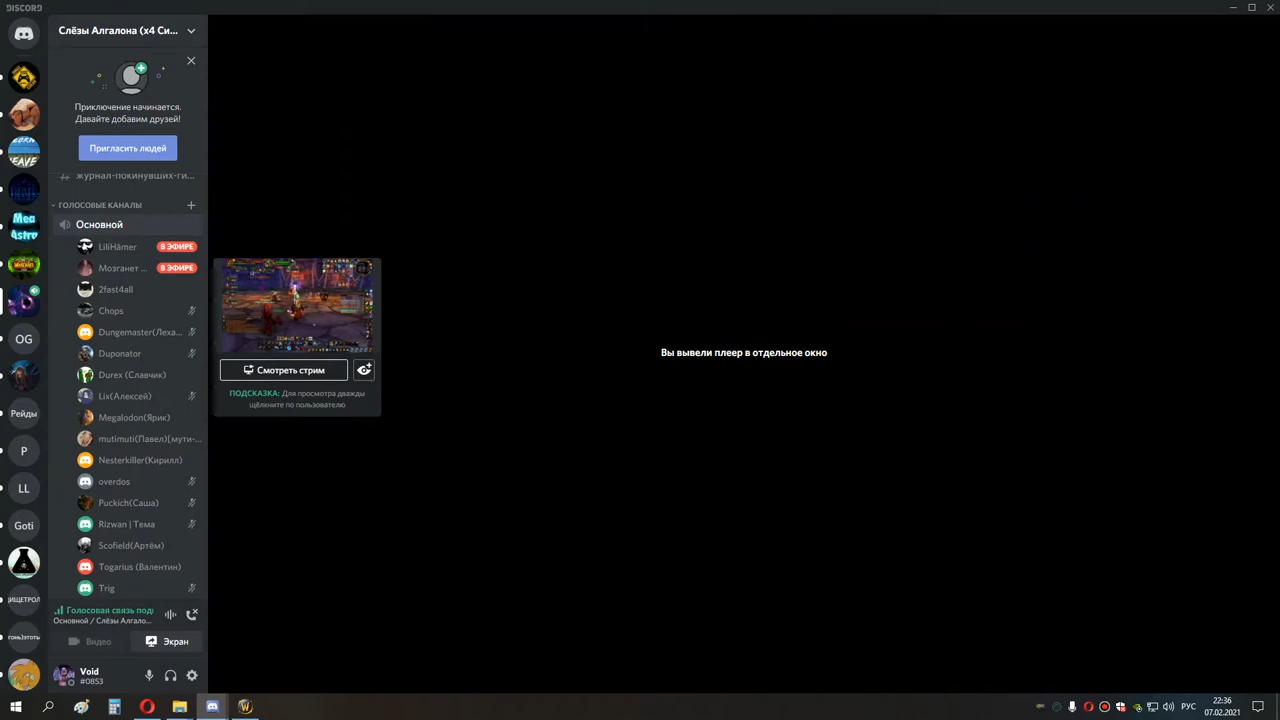 DISCORD
Слёзы Алгалона (x4 Си...
Приключение начинается.
Давайте добавим друзей!
Пригласить людей
журнал-покинувших-ги...
ГОЛОСОВЫЕ КАНАЛЫ
Основной
LiliHämer В ЭФИРЕ
Мозганет ... В ЭФИРЕ
2fast4all
Chops
Dungemaster(Леха...
Duponator
Durex (Славчик)
Lix(Алексей)
Megalodon(Ярик)
mutimuti(Павел)[мути-...
Nesterkiller(Кирилл)
overdos
Puckich(Саша)
Rizwan | Тема
Scofield(Артём)
Togarius (Валентин)
Trig
Голосовая связь под
Основной / Слёзы Алгало...
Видео Экран
Void
#0853
Mea
Astro
OG
Рейды
P
LL
Goti
Смотреть стрим
ПОДСКАЗКА: Для просмотра дважды
щёлкните по пользователю
Вы вывели плеер в отдельное окно
РУС
22:36
07.02.2021